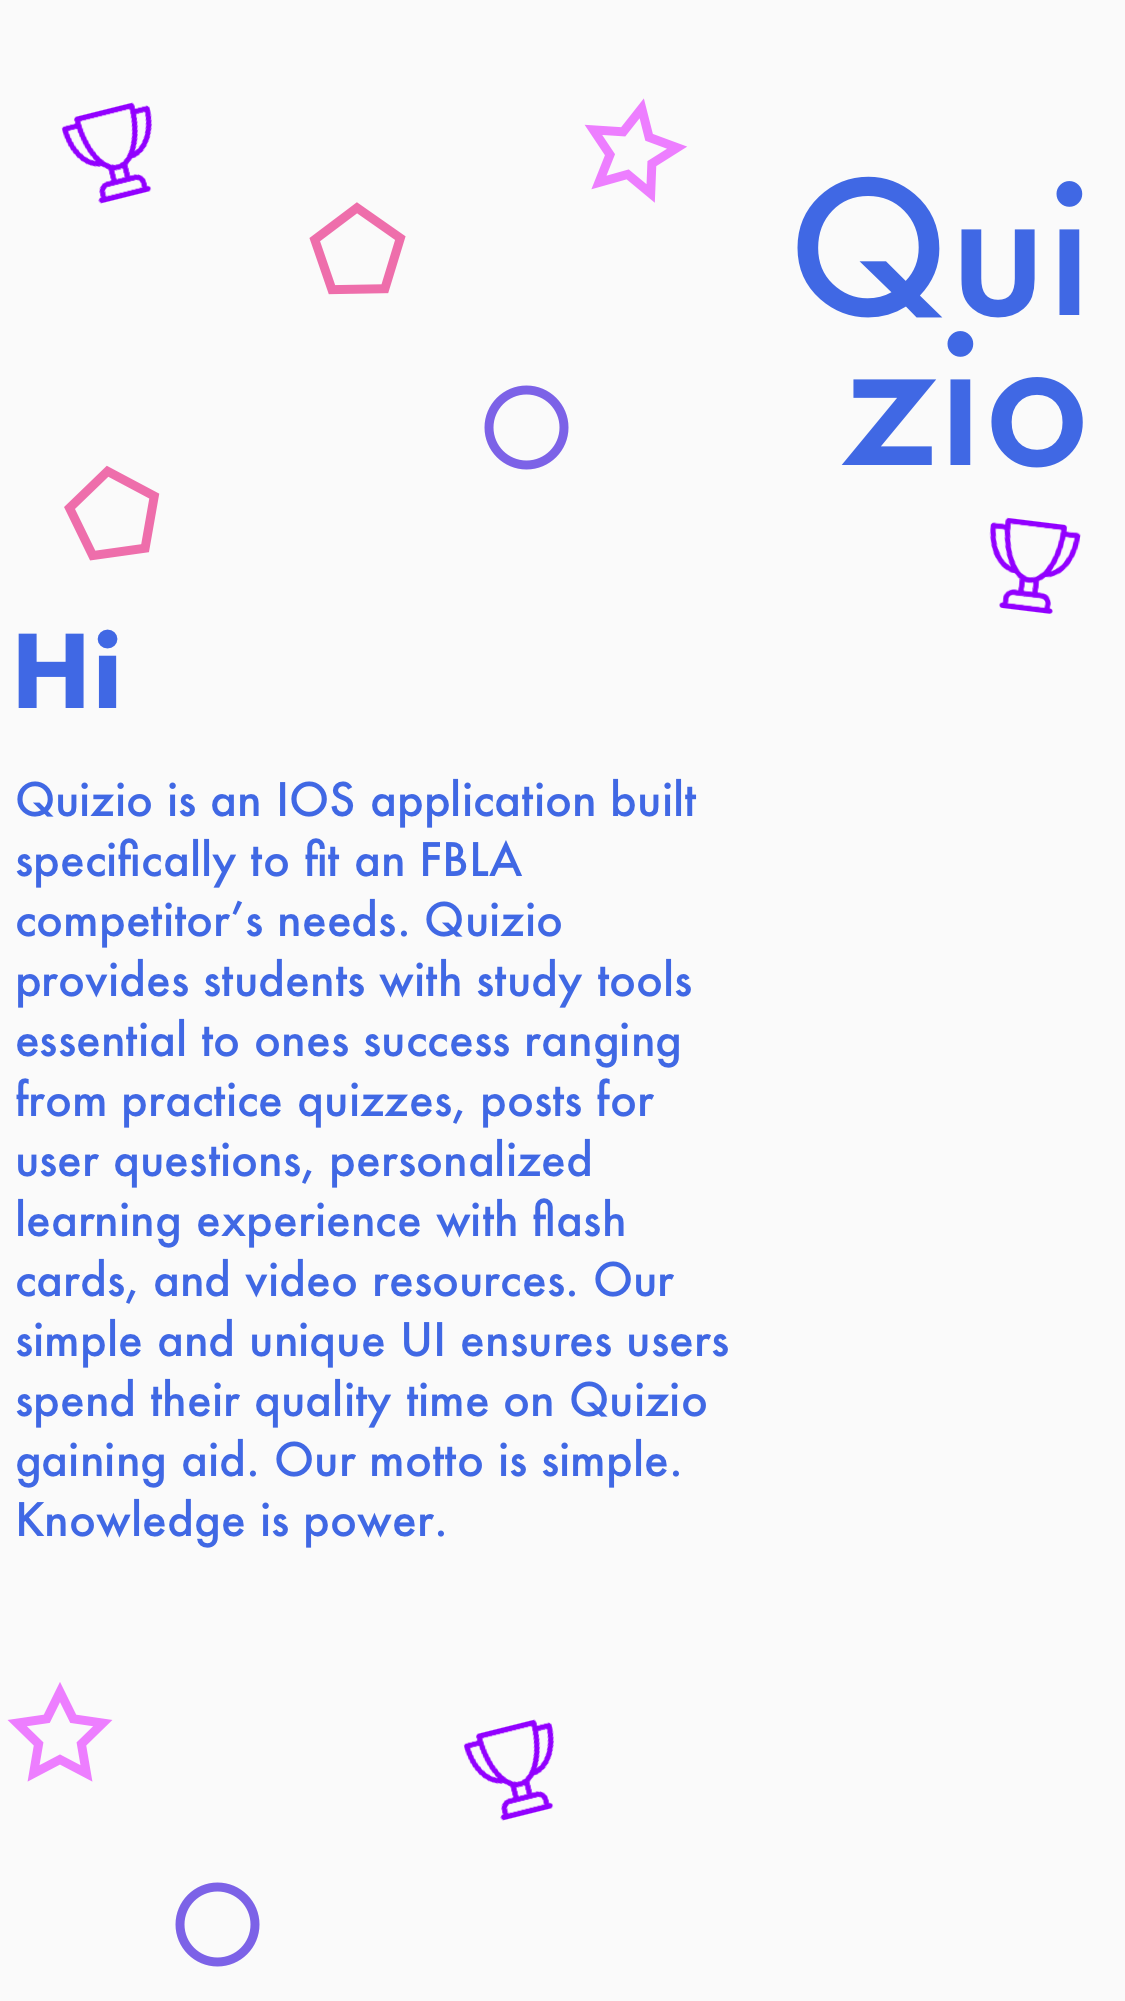 Qui
zio
Hi
Quizio is an IOS application built
specifically to fit an FBLA
competitor’s needs. Quizio
provides students with study tools
essential to ones success ranging
from practice quizzes, posts for
user questions, personalized
learning experience with flash
cards, and video resources. Our
simple and unique UI ensures users
spend their quality time on Quizio
gaining aid. Our motto is simple.
Knowledge is power.